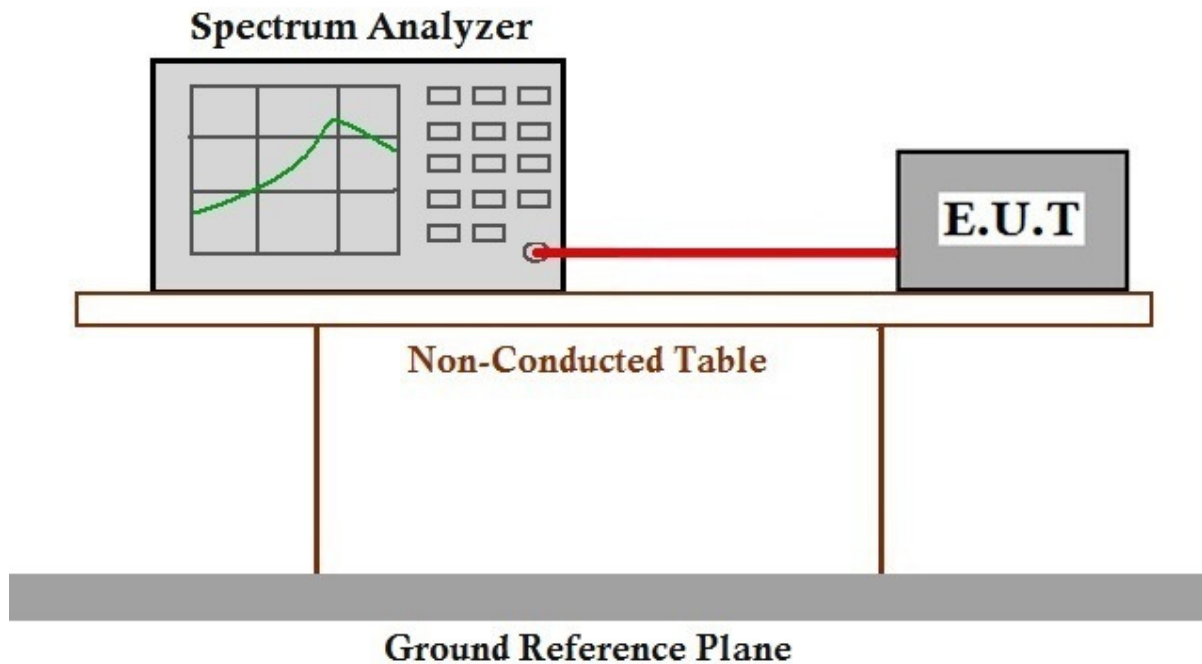 Spectrum Analyzer
E.U.T
Non-Conducted Table
Ground Reference Plane